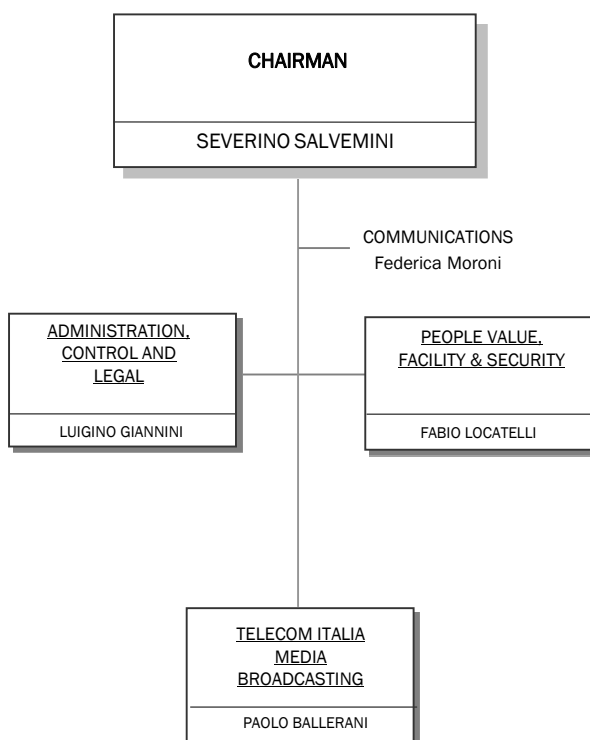 CHAIRMAN
SEVERINO SALVEMINI
COMMUNICATIONS
Federica Moroni
ADMINISTRATION,
CONTROL AND
LEGAL
LUIGINO GIANNINI
PEOPLE VALUE,
FACILITY & SECURITY
FABIO LOCATELLI
TELECOM ITALIA
MEDIA
BROADCASTING
PAOLO BALLERANI